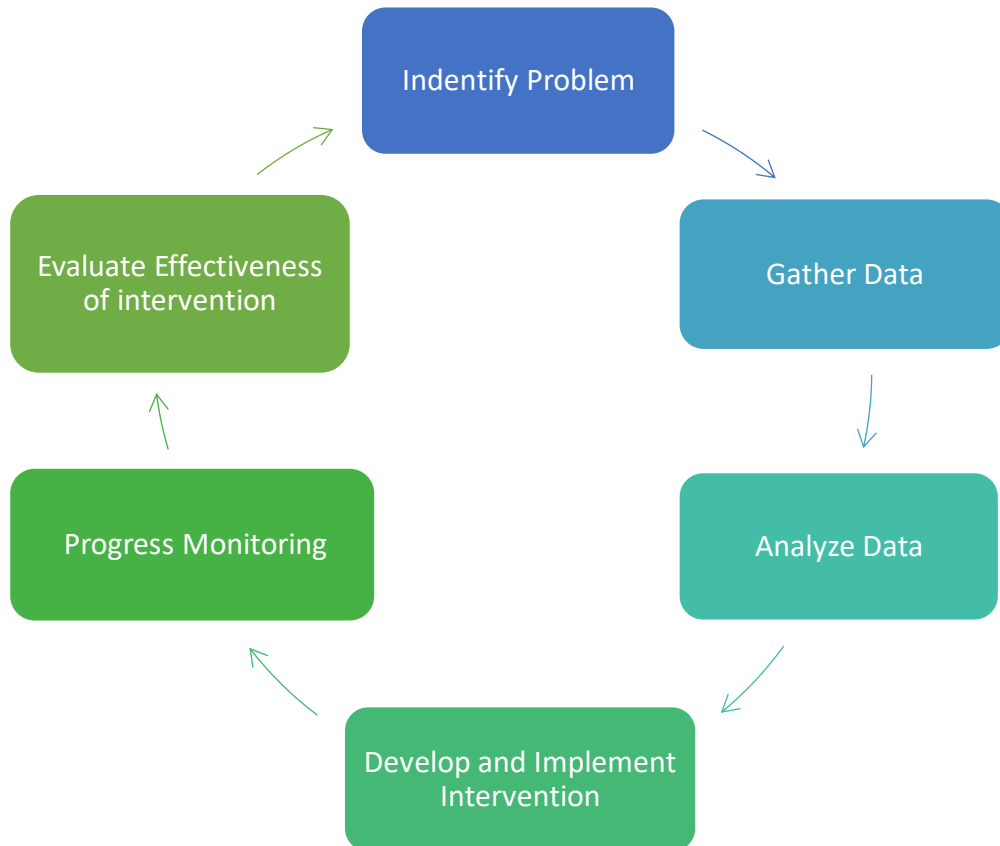 Indentify Problem
Gather Data
Analyze Data
Develop and Implement
Intervention
Progress Monitoring
Evaluate Effectiveness
of intervention